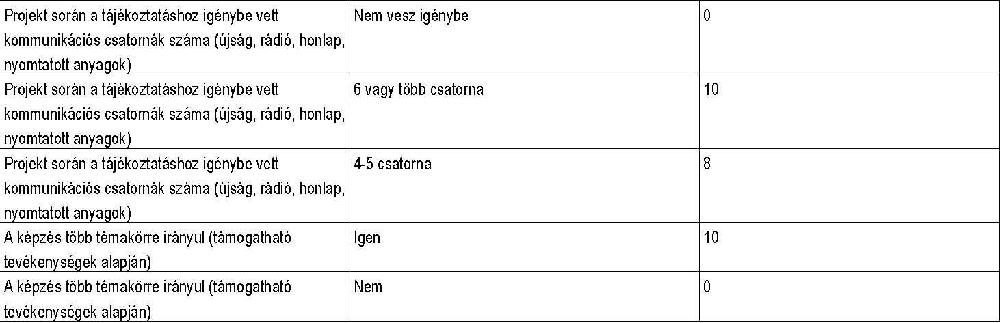 Projekt során a tájékoztatáshoz igénybe vett
kommunikációs csatornák száma (újság, rádió, honlap,
nyomtatott anyagok)
Nem vesz igénybe
0
Projekt során a tájékoztatáshoz igénybe vett
kommunikációs csatornák száma (újság, rádió, honlap,
nyomtatott anyagok)
6 vagy több csatorna
10
Projekt során a tájékoztatáshoz igénybe vett
kommunikációs csatornák száma (újság, rádió, honlap,
nyomtatott anyagok)
4-5 csatorna
8
A képzés több témakörre irányul (támogatható
tevékenységek alapján)
Igen
10
A képzés több témakörre irányul (támogatható
tevékenységek alapján)
Nem
0